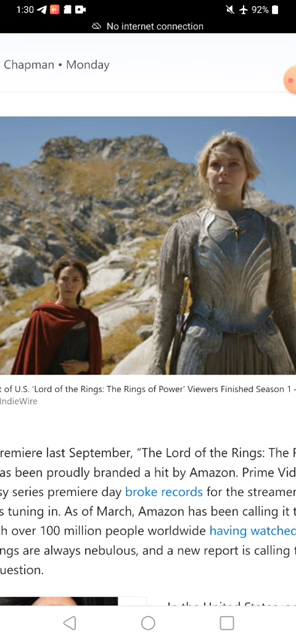 1:30
92%
No internet connection
Chapman • Monday
t of U.S. 'Lord of the Rings: The Rings of Power' Viewers Finished Season 1 -
IndieWire
remiere last September, "The Lord of the Rings: The R
as been proudly branded a hit by Amazon. Prime Vid
sy series premiere day broke records for the streamer
s tuning in. As of March, Amazon has been calling it t
h over 100 million people worldwide having watched
ngs are always nebulous, and a new report is calling t
uestion.